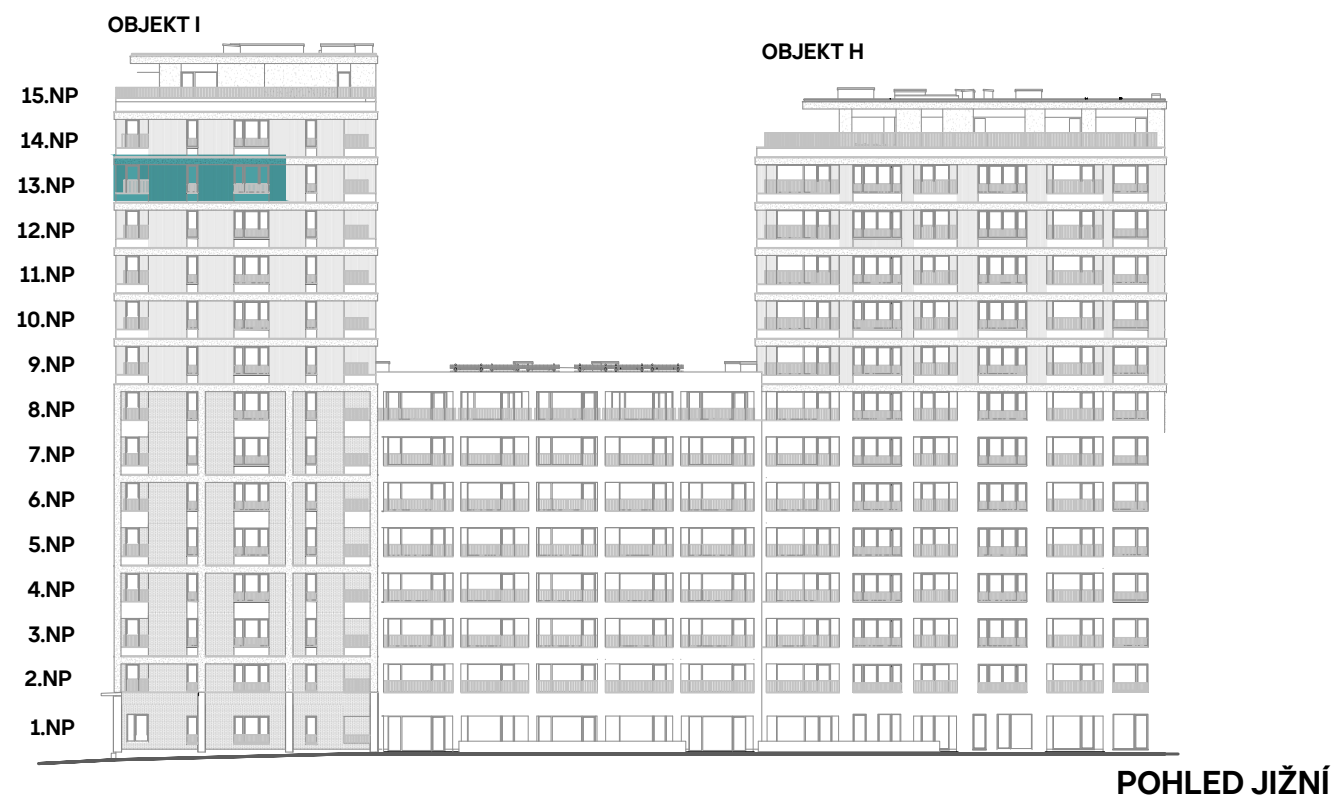 OBJEKT I
OBJEKT H
15.NP
14.NP
13.NP
12.NP
11.NP
10.NP
9.NP
8.NP
7.NP
6.NP
5.NP
4.NP
3.NP
2.NP
1.NP
POHLED JIŽNÍ